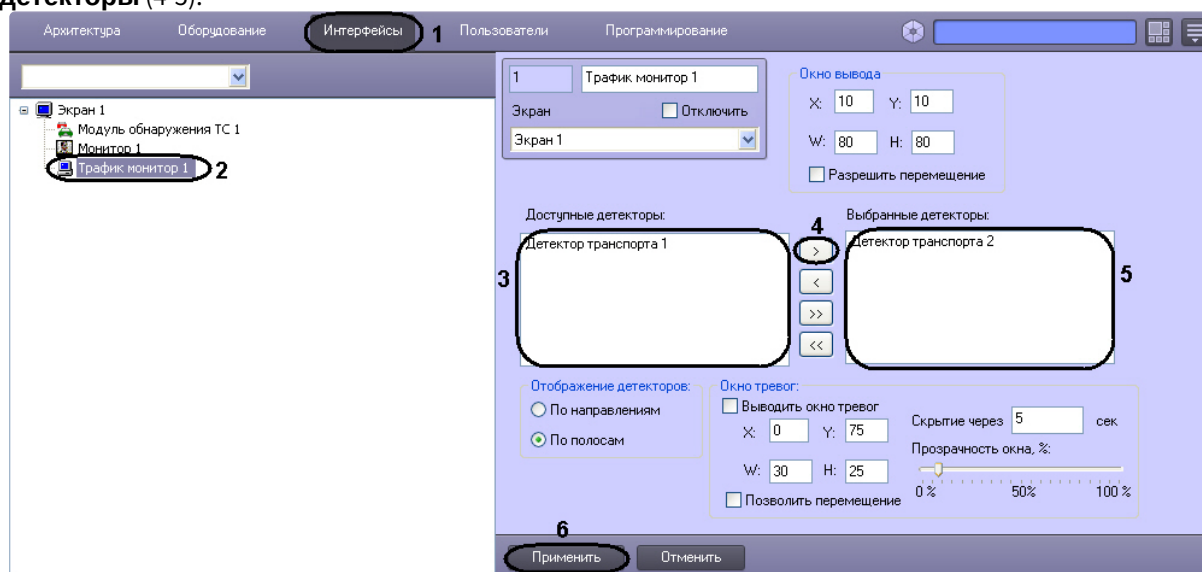 детекторы (4-5).
Архитектура Оборудование Интерфейсы 1 Пользователи Программирование
1 Трафик монитор 1
Экран Отключить
Экран 1
Окно вывода
X: 10 Y: 10
W: 80 H: 80
Разрешить перемещение
Экран 1
Модуль обнаружения ТС 1
Монитор 1
Трафик монитор 1 2
Доступные детекторы:
Детектор транспорта 1
3
4
>
<
>>
<<
Выбранные детекторы:
Детектор транспорта 2
5
Отображение детекторов:
По направлениям
По полосам
Окно тревог:
Выводить окно тревог
X: 0 Y: 75
W: 30 H: 25
Позволить перемещение
Скрытие через 5 сек
Прозрачность окна, %:
0 % 50% 100 %
6
Применить Отменить